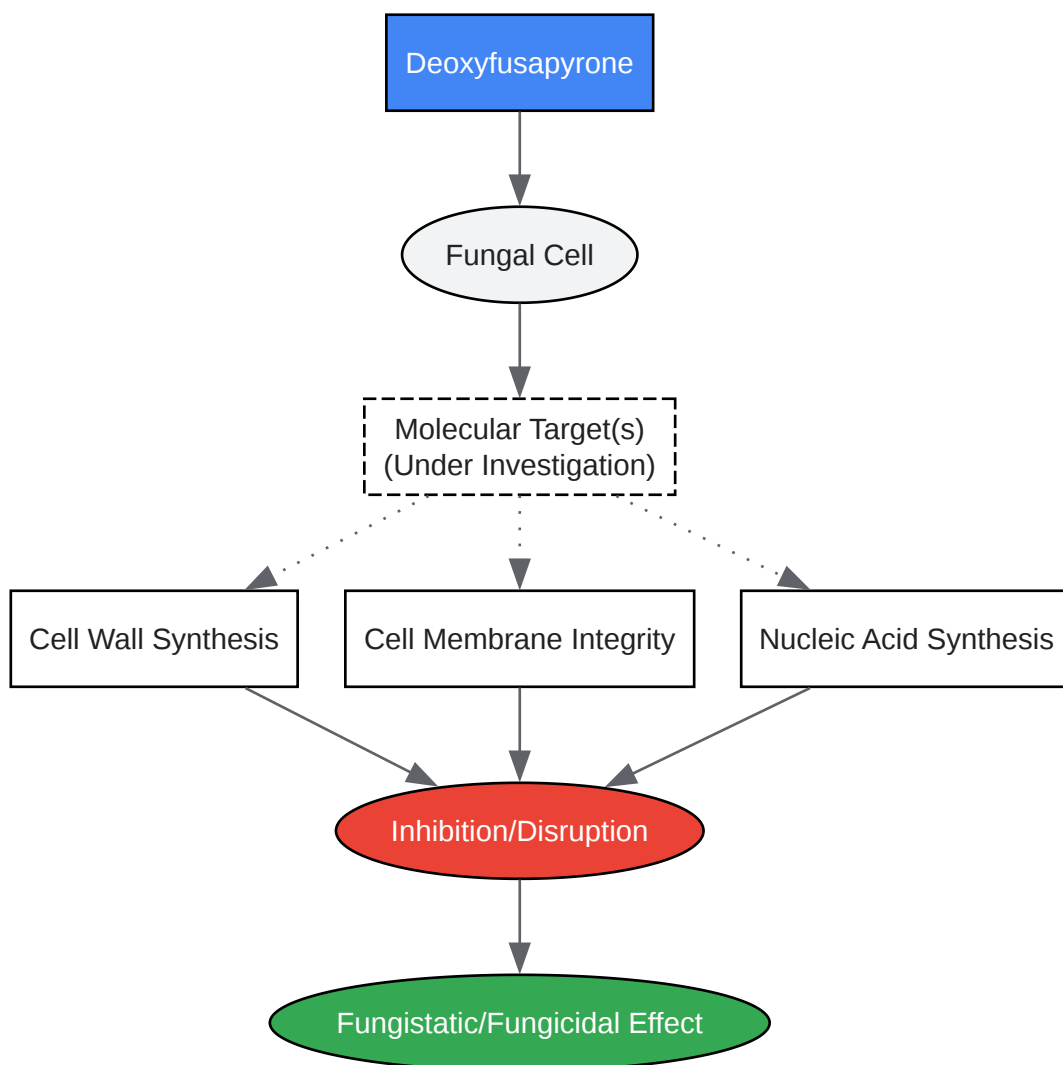 Deoxyfusapyrone
Fungal Cell
Molecular Target(s)
(Under Investigation)
Cell Wall Synthesis
Cell Membrane Integrity
Nucleic Acid Synthesis
Inhibition/Disruption
Fungistatic/Fungicidal Effect